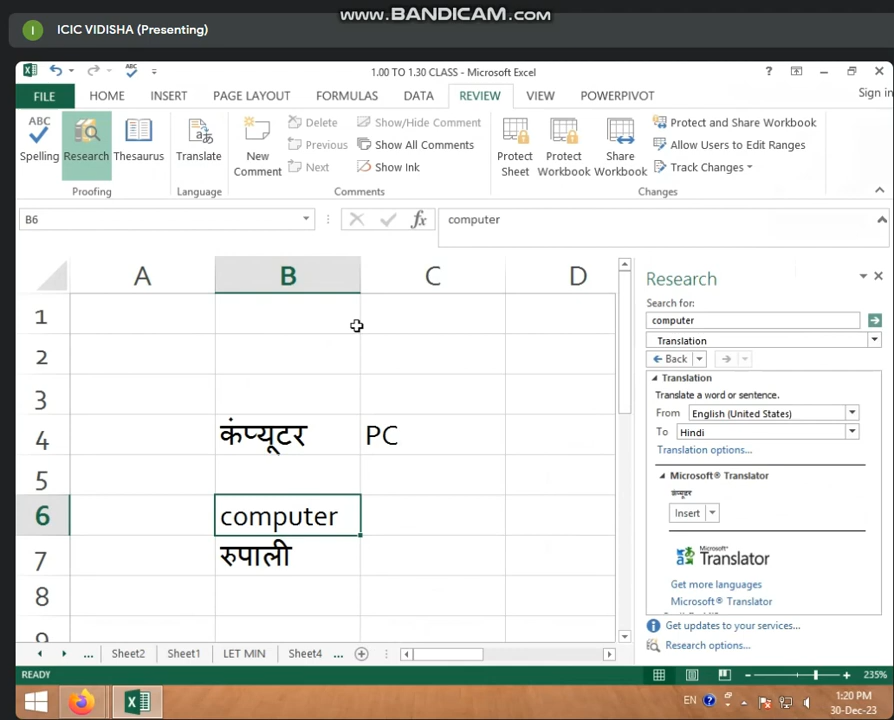 www.BANDICAM.com
I ICIC VIDISHA (Presenting)
1.00 TO 1.30 CLASS - Microsoft Excel
FILE HOME INSERT PAGE LAYOUT FORMULAS DATA REVIEW VIEW POWERPIVOT Sign in
ABC Spelling
Research
Thesaurus
Proofing
Translate
Language
New Comment
Delete
Previous
Next
Show/Hide Comment
Show All Comments
Show Ink
Comments
Protect Sheet
Protect Workbook
Share Workbook
Protect and Share Workbook
Allow Users to Edit Ranges
Track Changes
Changes
B6 fx computer
A B C D
1
2
3
4 कंप्यूटर PC
5
6 computer
7 रुपाली
8
9
Research
Search for:
computer
Translation
Back
Translation
Translate a word or sentence.
From English (United States)
To Hindi
Translation options...
Microsoft® Translator
कंप्यूटर
Insert
Microsoft® Translator
Get more languages
Microsoft® Translator
Get updates to your services...
Research options...
... Sheet2 Sheet1 LET MIN Sheet4 ...
READY 235%
EN 1:20 PM
30-Dec-23